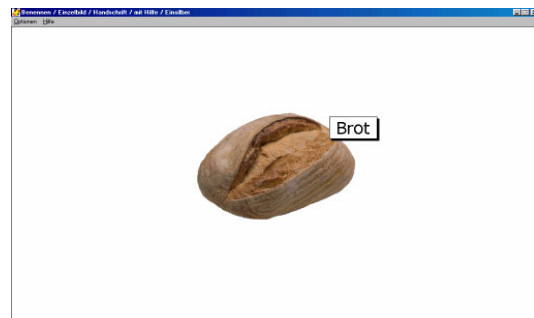 Benennen / Einzelbild / Handschrift / mit Hilfe / Einsilber
Optionen Hilfe
Brot